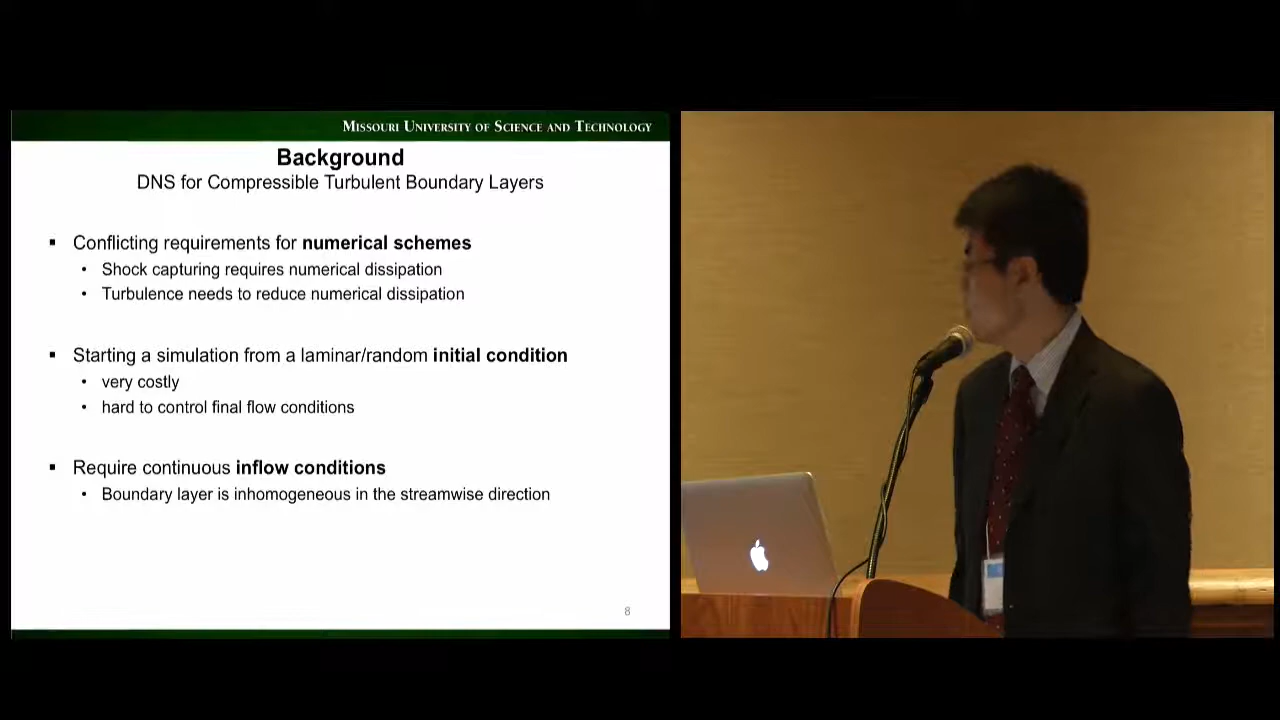 MISSOURI UNIVERSITY OF SCIENCE AND TECHNOLOGY
Background
DNS for Compressible Turbulent Boundary Layers
▪ Conflicting requirements for numerical schemes
• Shock capturing requires numerical dissipation
• Turbulence needs to reduce numerical dissipation
▪ Starting a simulation from a laminar/random initial condition
• very costly
• hard to control final flow conditions
▪ Require continuous inflow conditions
• Boundary layer is inhomogeneous in the streamwise direction
8